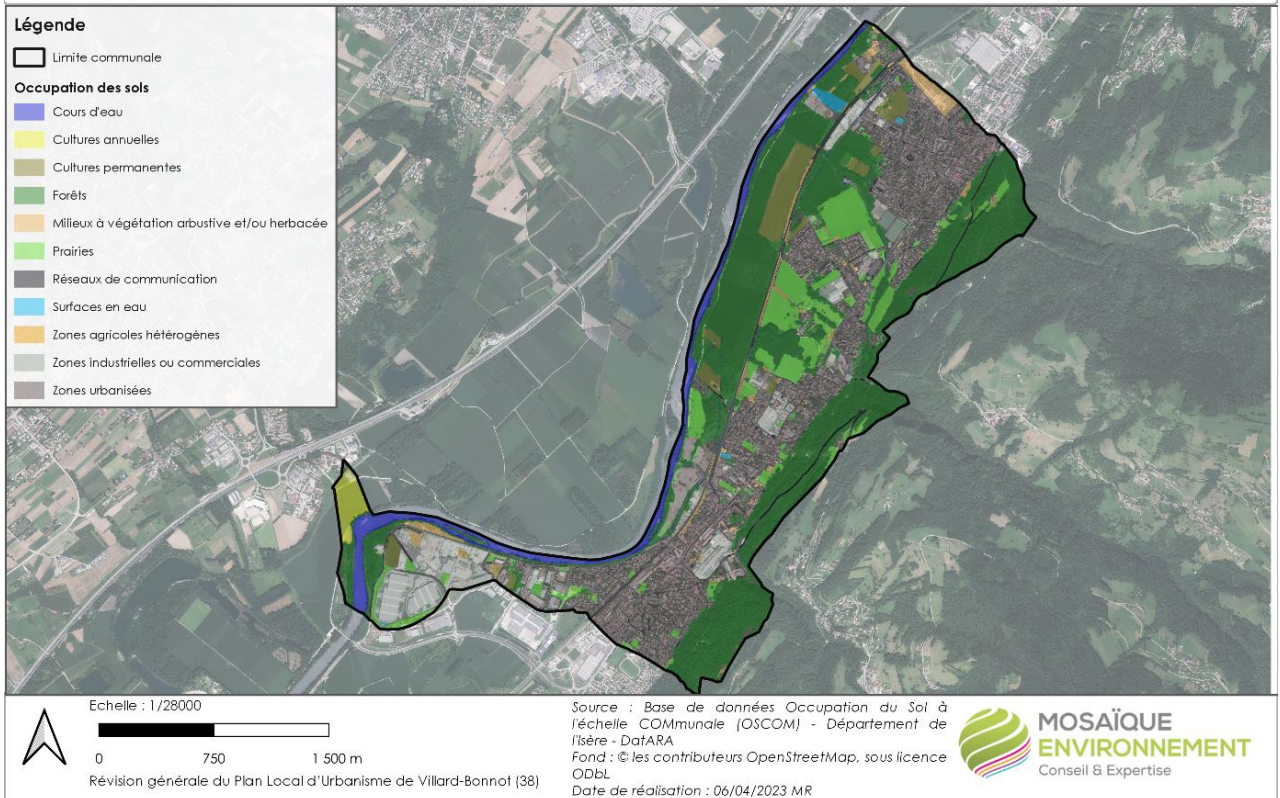 Légende
Limite communale
Occupation des sols
Cours d'eau
Cultures annuelles
Cultures permanentes
Forêts
Milieux à végétation arbustive et/ou herbacée
Prairies
Réseaux de communication
Surfaces en eau
Zones agricoles hétérogènes
Zones industrielles ou commerciales
Zones urbanisées
Echelle : 1/28000
0 750 1 500 m
Révision générale du Plan Local d'Urbanisme de Villard-Bonnot (38)
Source : Base de données Occupation du Sol à
l'échelle COMmunale (OSCOM) - Département de
l'Isère - DatARA
Fond : © les contributeurs OpenStreetMap, sous licence
ODbL
Date de réalisation : 06/04/2023 MR
MOSAÏQUE
ENVIRONNEMENT
Conseil & Expertise